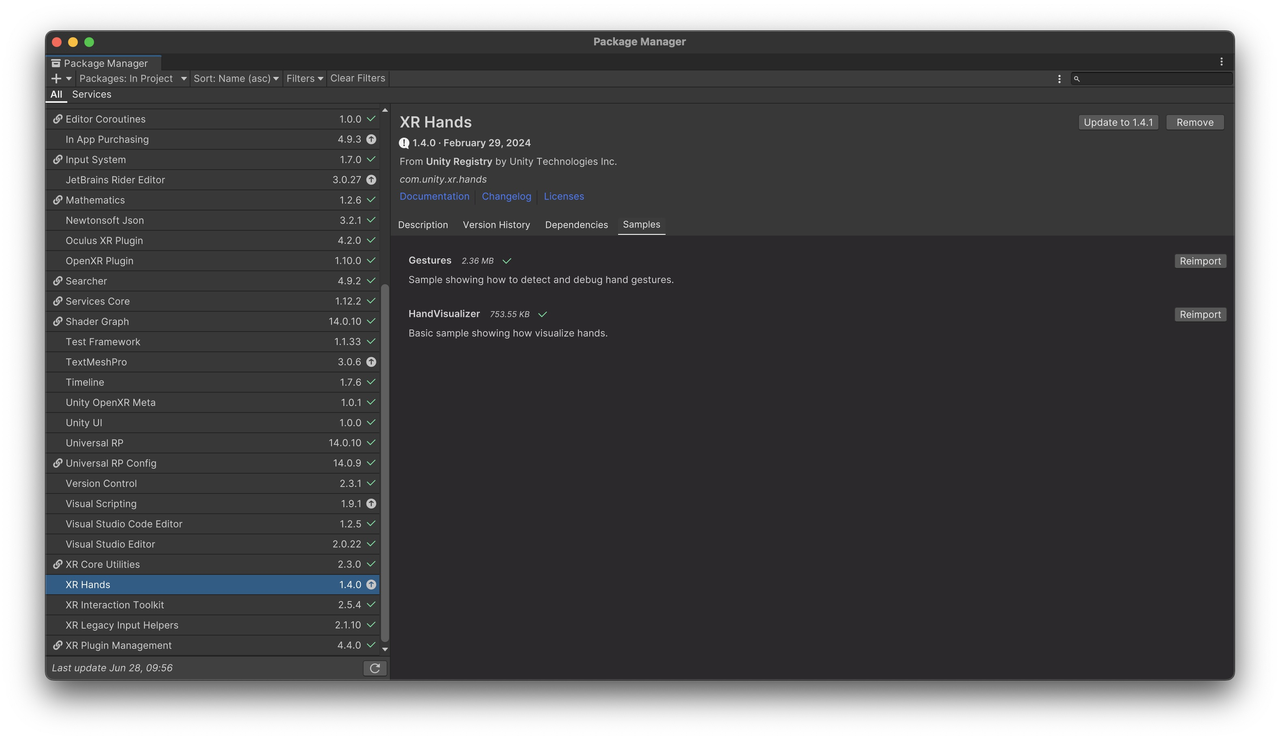 Package Manager
Package Manager
Packages: In Project Sort: Name (asc) Filters Clear Filters
All Services
Editor Coroutines 1.0.0
In App Purchasing 4.9.3
Input System 1.7.0
JetBrains Rider Editor 3.0.27
Mathematics 1.2.6
Newtonsoft Json 3.2.1
Oculus XR Plugin 4.2.0
OpenXR Plugin 1.10.0
Searcher 4.9.2
Services Core 1.12.2
Shader Graph 14.0.10
Test Framework 1.1.33
TextMeshPro 3.0.6
Timeline 1.7.6
Unity OpenXR Meta 1.0.1
Unity UI 1.0.0
Universal RP 14.0.10
Universal RP Config 14.0.9
Version Control 2.3.1
Visual Scripting 1.9.1
Visual Studio Code Editor 1.2.5
Visual Studio Editor 2.0.22
XR Core Utilities 2.3.0
XR Hands 1.4.0
XR Interaction Toolkit 2.5.4
XR Legacy Input Helpers 2.1.10
XR Plugin Management 4.4.0
Last update Jun 28, 09:56
XR Hands Update to 1.4.1 Remove
1.4.0 · February 29, 2024
From Unity Registry by Unity Technologies Inc.
com.unity.xr.hands
Documentation Changelog Licenses
Description Version History Dependencies Samples
Gestures 2.36 MB Reimport
Sample showing how to detect and debug hand gestures.
HandVisualizer 753.55 KB Reimport
Basic sample showing how visualize hands.